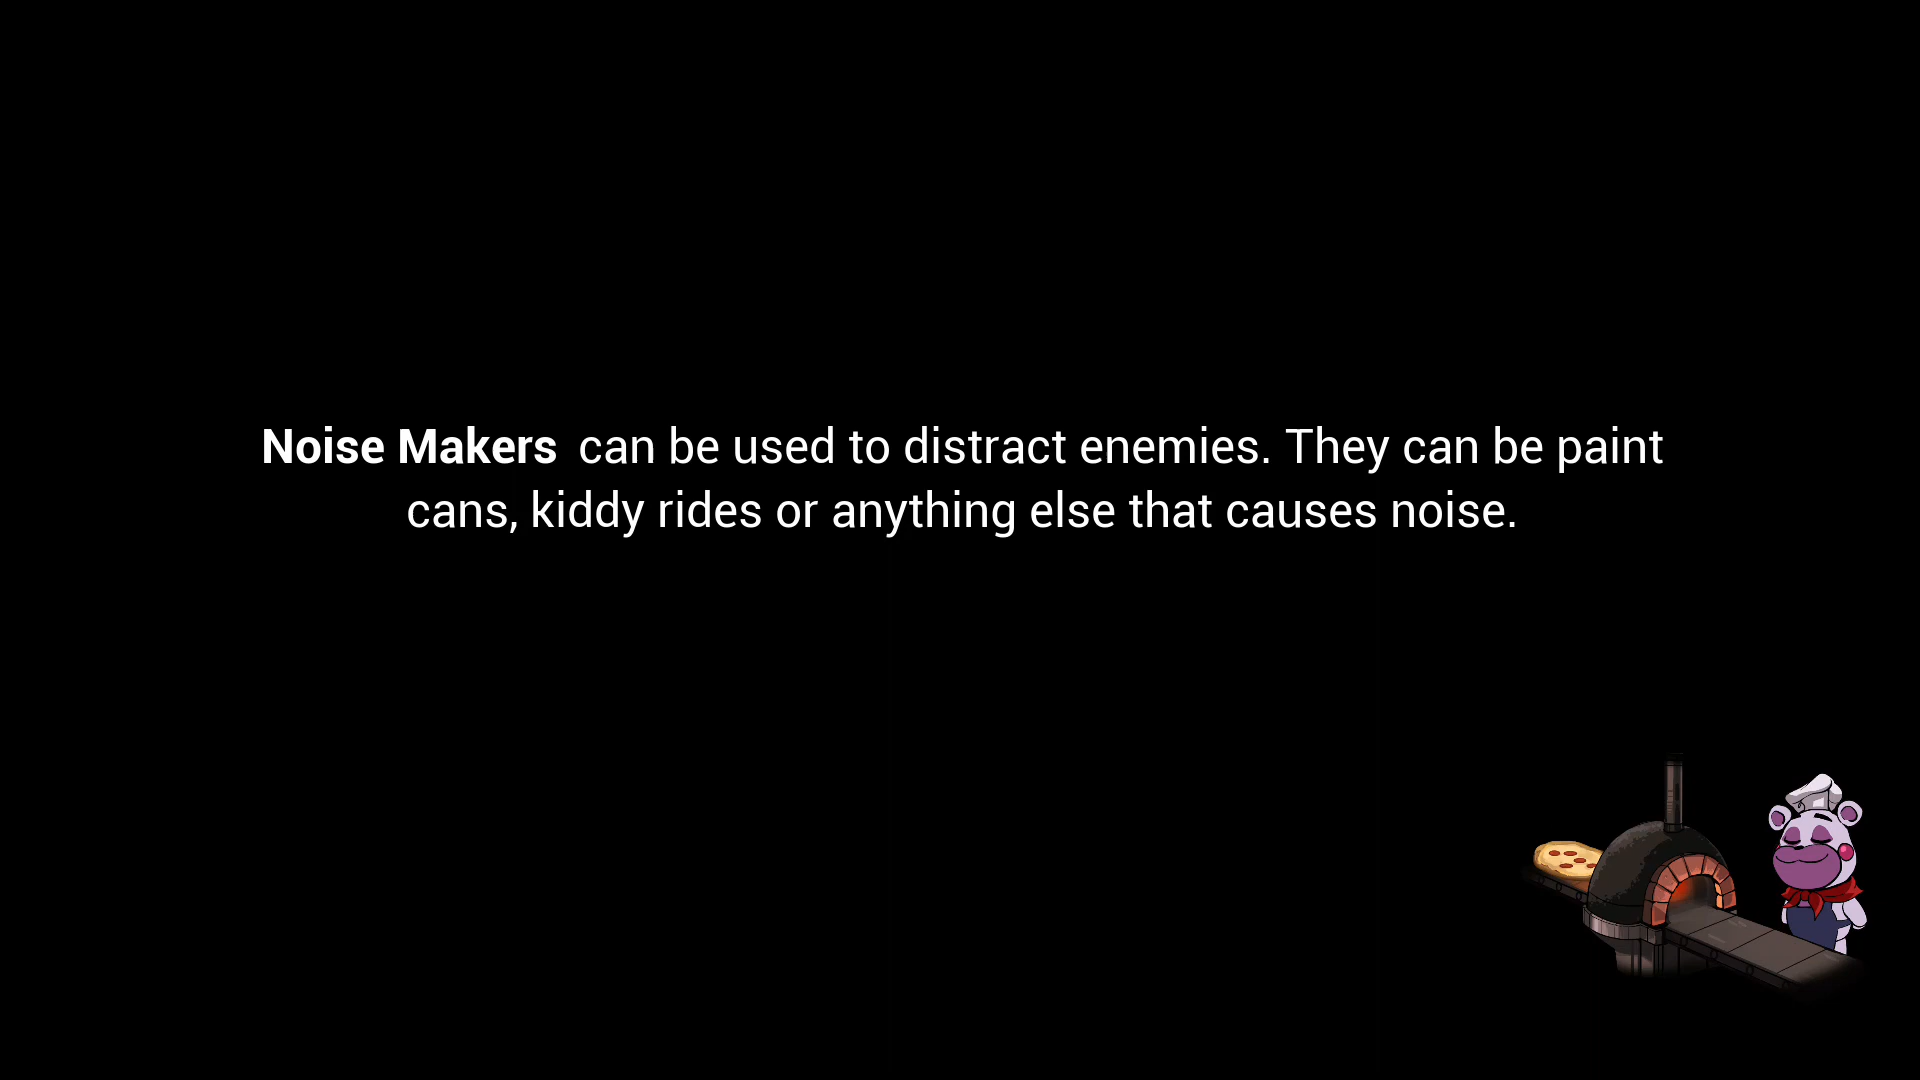 Noise Makers can be used to distract enemies. They can be paint
cans, kiddy rides or anything else that causes noise.